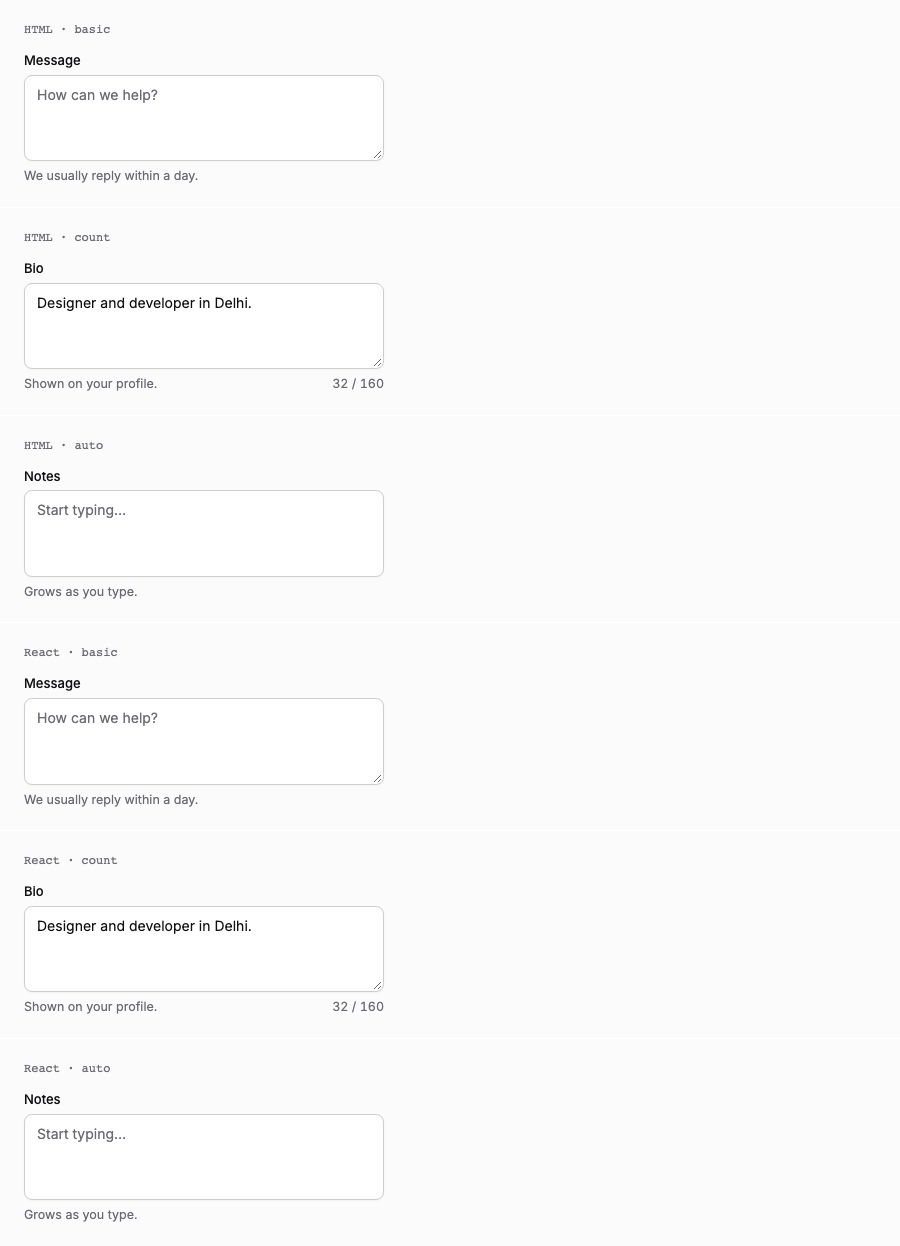 HTML · basic
Message
How can we help?
We usually reply within a day.
HTML · count
Bio
Designer and developer in Delhi.
Shown on your profile. 32 / 160
HTML · auto
Notes
Start typing…
Grows as you type.
React · basic
Message
How can we help?
We usually reply within a day.
React · count
Bio
Designer and developer in Delhi.
Shown on your profile. 32 / 160
React · auto
Notes
Start typing…
Grows as you type.